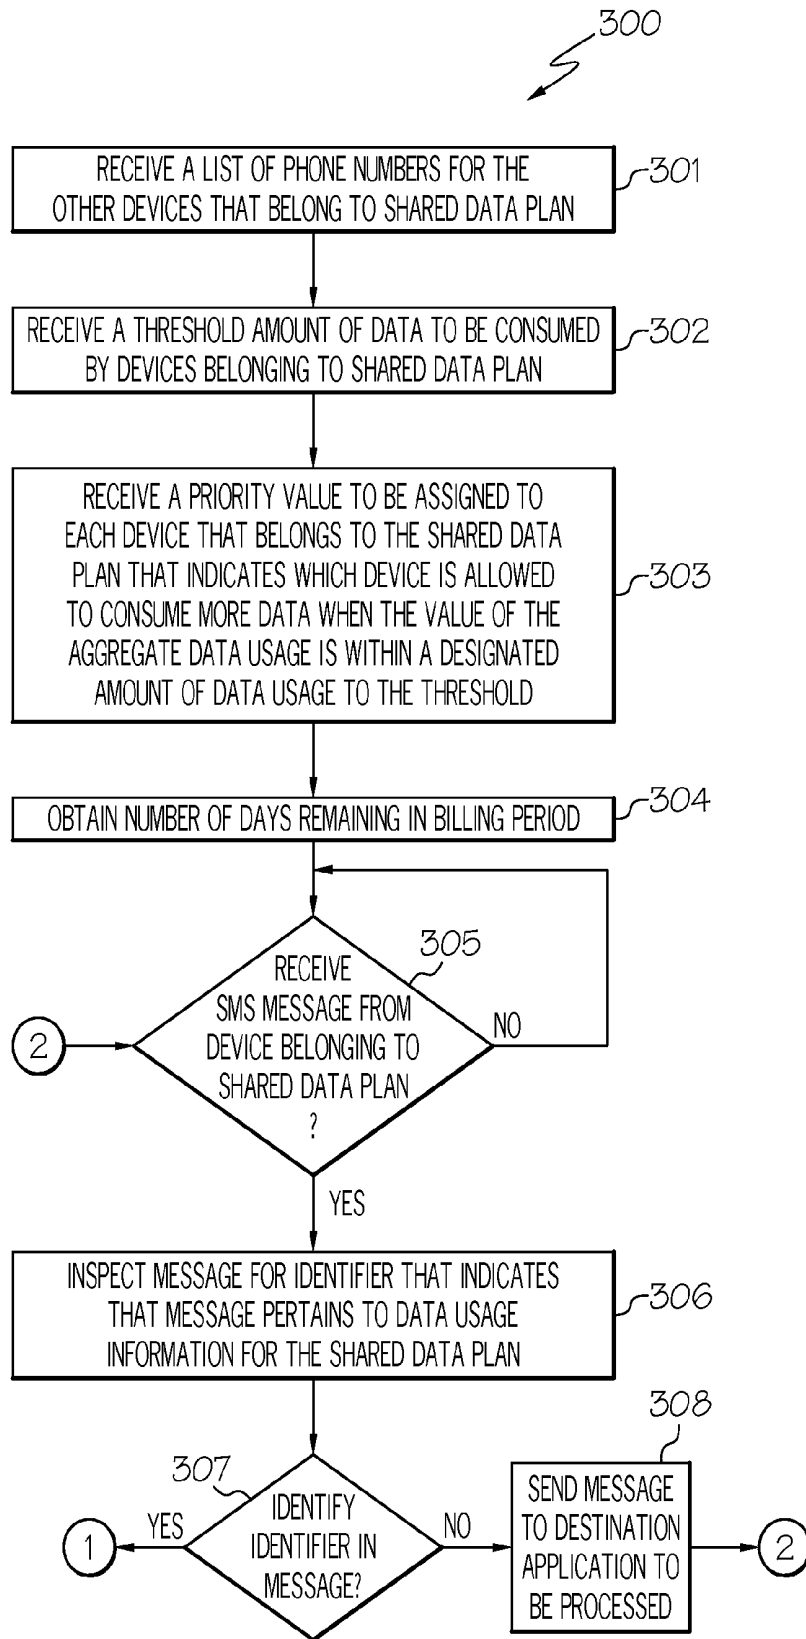 300
RECEIVE A LIST OF PHONE NUMBERS FOR THE
OTHER DEVICES THAT BELONG TO SHARED DATA PLAN
301
RECEIVE A THRESHOLD AMOUNT OF DATA TO BE CONSUMED
BY DEVICES BELONGING TO SHARED DATA PLAN
302
RECEIVE A PRIORITY VALUE TO BE ASSIGNED TO
EACH DEVICE THAT BELONGS TO THE SHARED DATA
PLAN THAT INDICATES WHICH DEVICE IS ALLOWED
TO CONSUME MORE DATA WHEN THE VALUE OF THE
AGGREGATE DATA USAGE IS WITHIN A DESIGNATED
AMOUNT OF DATA USAGE TO THE THRESHOLD
303
OBTAIN NUMBER OF DAYS REMAINING IN BILLING PERIOD
304
RECEIVE
SMS MESSAGE FROM
DEVICE BELONGING TO
SHARED DATA PLAN
?
305
NO
2
YES
INSPECT MESSAGE FOR IDENTIFIER THAT INDICATES
THAT MESSAGE PERTAINS TO DATA USAGE
INFORMATION FOR THE SHARED DATA PLAN
306
307
IDENTIFY
IDENTIFIER IN
MESSAGE?
YES
1
NO
308
SEND MESSAGE
TO DESTINATION
APPLICATION TO
BE PROCESSED
2